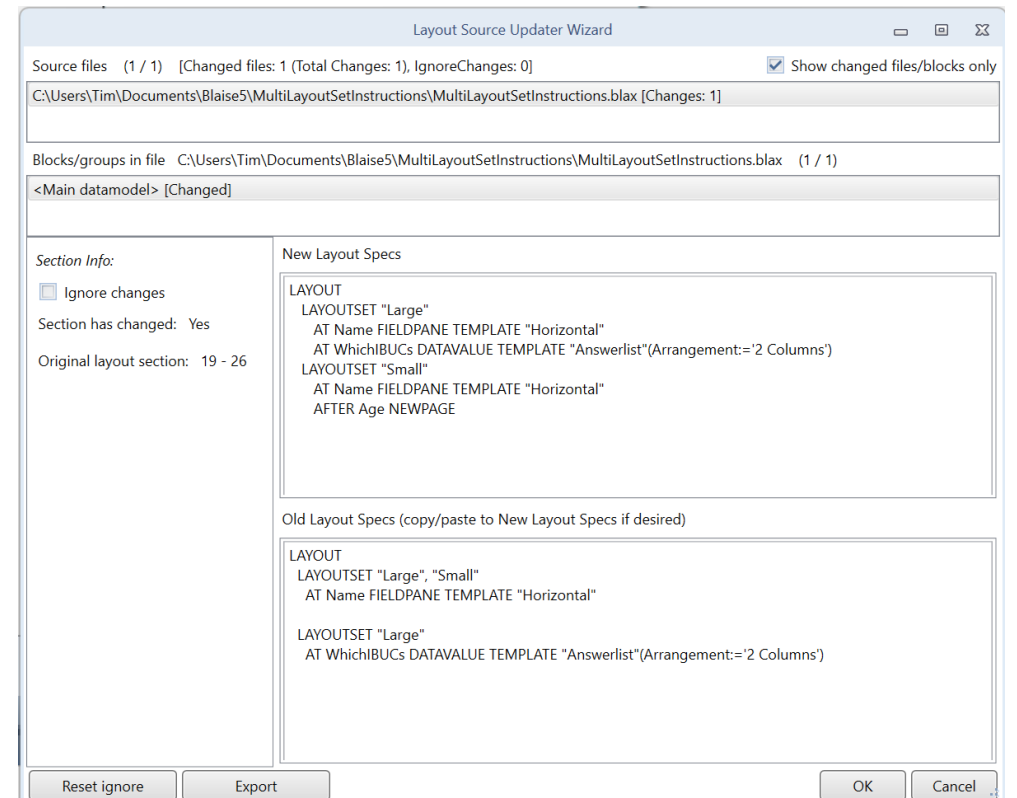 Layout Source Updater Wizard
Source files (1 / 1) [Changed files: 1 (Total Changes: 1), IgnoreChanges: 0]
Show changed files/blocks only
C:\Users\Tim\Documents\Blaise5\MultiLayoutSetInstructions\MultiLayoutSetInstructions.blax [Changes: 1]
Blocks/groups in file C:\Users\Tim\Documents\Blaise5\MultiLayoutSetInstructions\MultiLayoutSetInstructions.blax (1 / 1)
<Main datamodel> [Changed]
Section Info:
Ignore changes
Section has changed: Yes
Original layout section: 19 - 26
New Layout Specs
LAYOUT
LAYOUTSET "Large"
AT Name FIELDPANE TEMPLATE "Horizontal"
AT WhichIBUCs DATAVALUE TEMPLATE "Answerlist"(Arrangement:='2 Columns')
LAYOUTSET "Small"
AT Name FIELDPANE TEMPLATE "Horizontal"
AFTER Age NEWPAGE
Old Layout Specs (copy/paste to New Layout Specs if desired)
LAYOUT
LAYOUTSET "Large", "Small"
AT Name FIELDPANE TEMPLATE "Horizontal"
LAYOUTSET "Large"
AT WhichIBUCs DATAVALUE TEMPLATE "Answerlist"(Arrangement:='2 Columns')
Reset ignore
Export
OK
Cancel